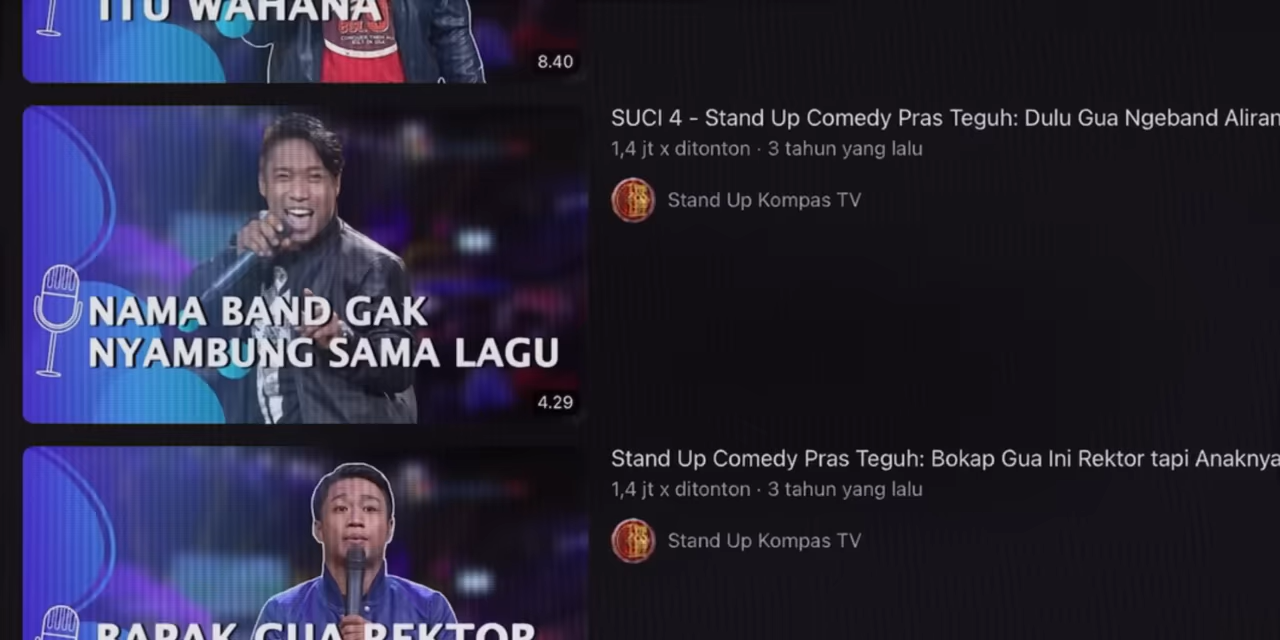 ITU WAHANA
8.40
SUCI 4 - Stand Up Comedy Pras Teguh: Dulu Gua Ngeband Aliran
1,4 jt x ditonton · 3 tahun yang lalu
Stand Up Kompas TV
NAMA BAND GAK
NYAMBUNG SAMA LAGU
4.29
Stand Up Comedy Pras Teguh: Bokap Gua Ini Rektor tapi Anaknya
1,4 jt x ditonton · 3 tahun yang lalu
Stand Up Kompas TV
BAPAK GUA REKTOR